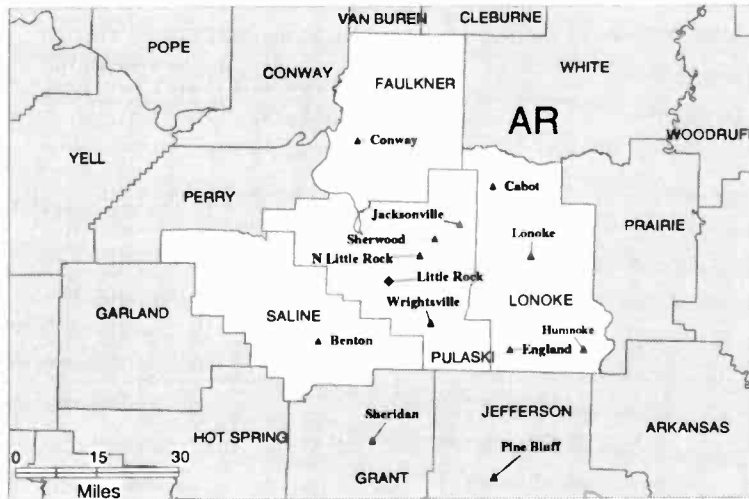 VAN BUREN
CLEBURNE
POPE
CONWAY
FAULKNER
WHITE
AR
WOODRUFF
YELL
Conway
PERRY
Cabot
Jacksonville
PRAIRIE
Sherwood
Lonoke
N Little Rock
Little Rock
GARLAND
SALINE
Wrightsville
LONOKE
Benton
Humnoke
England
PULASKI
Sheridan
JEFFERSON
HOT SPRING
ARKANSAS
Pine Bluff
0 15 30
GRANT
Miles